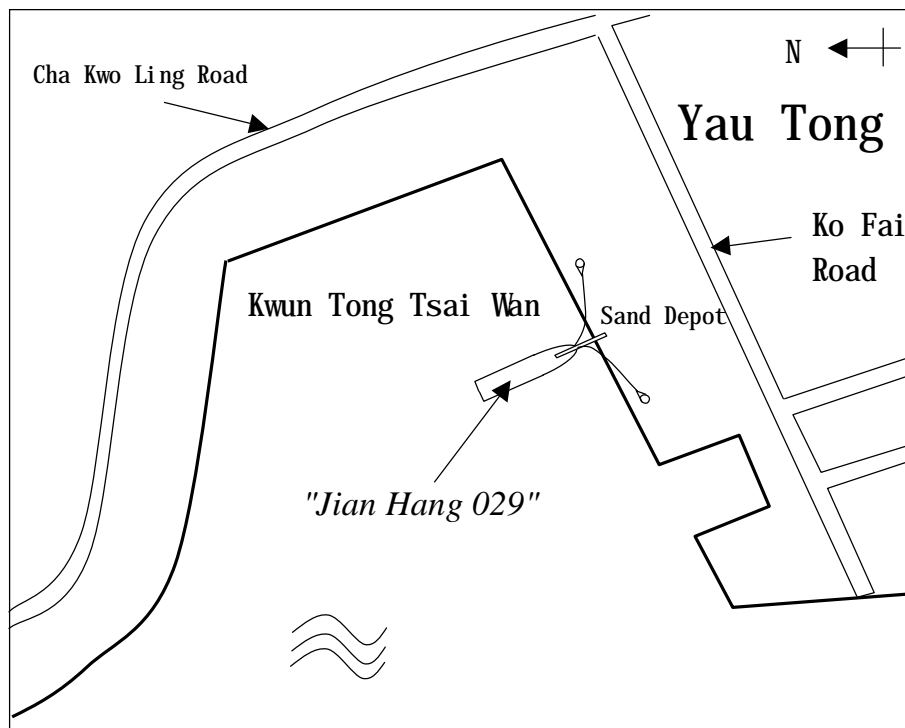 N
Cha Kwo Ling Road
Yau Tong
Ko Fai
Road
Kwun Tong Tsai Wan
Sand Depot
"Jian Hang 029"